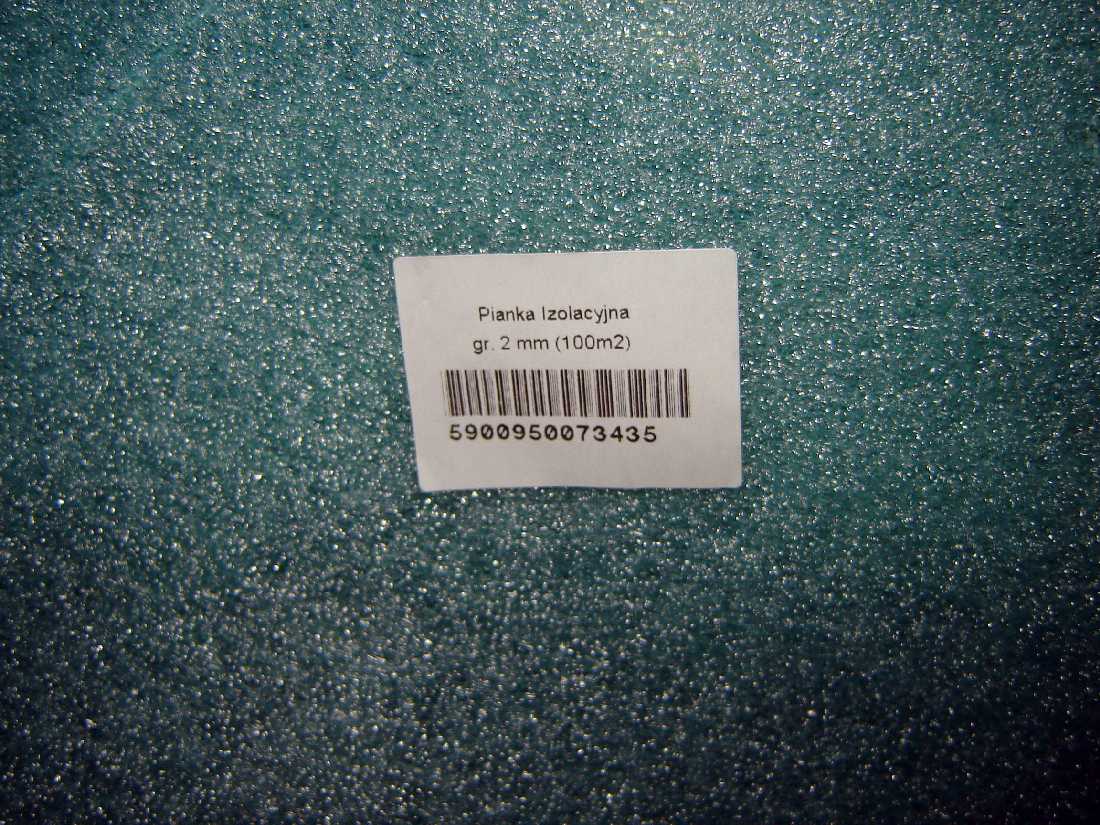 Pianka Izolacyjna
gr. 2 mm (100m2)
5900950073435